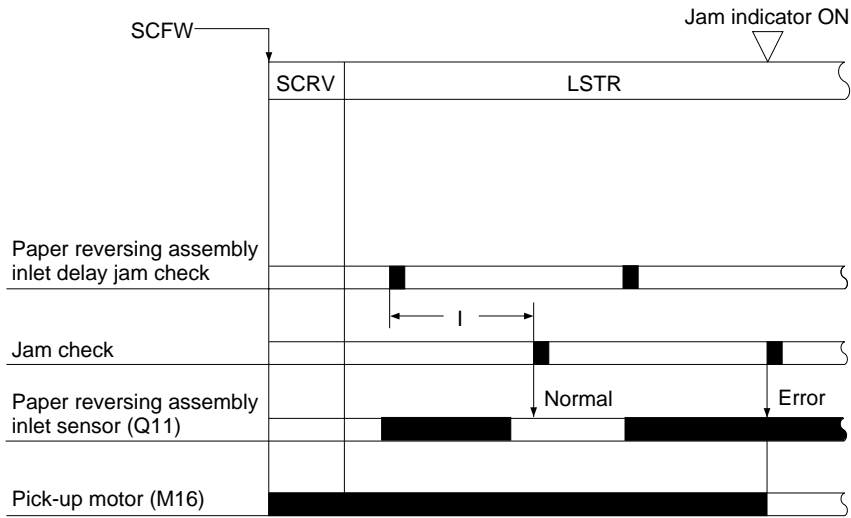 Jam indicator ON
SCFW
SCRV
LSTR
Paper reversing assembly
inlet delay jam check
I
Jam check
Normal
Error
Paper reversing assembly
inlet sensor (Q11)
Pick-up motor (M16)